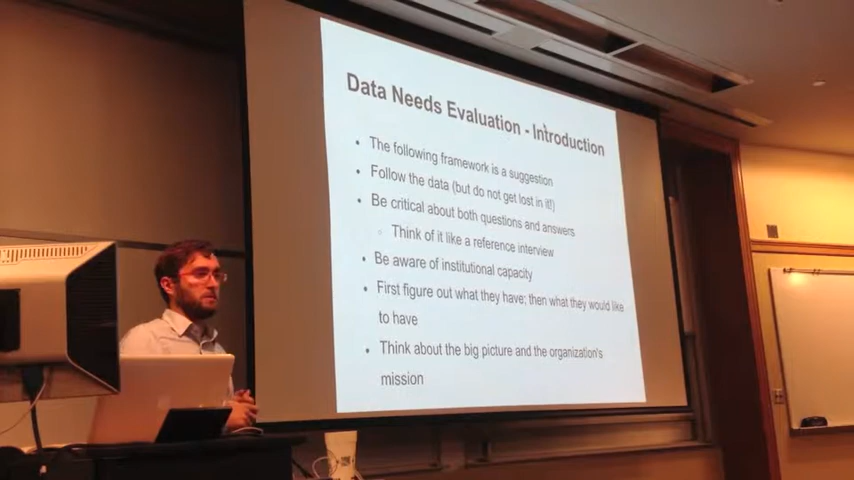 Data Needs Evaluation - Introduction
• The following framework is a suggestion
• Follow the data (but do not get lost in it!)
• Be critical about both questions and answers
○ Think of it like a reference interview
• Be aware of institutional capacity
• First figure out what they have; then what they would like
to have
• Think about the big picture and the organization's
mission